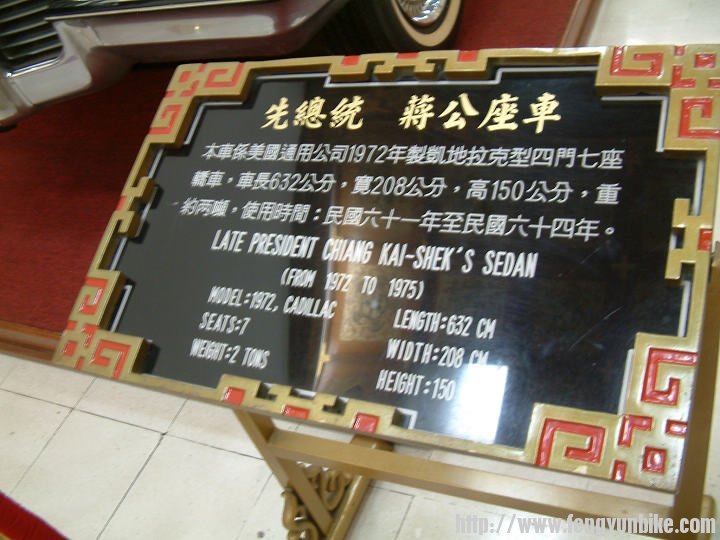 先總統 蔣公座車
本車係美國通用公司1972年製凱地拉克型四門七座
轎車，車長632公分，寬208公分，高150公分，重
約两噸，使用時間：民國六十一年至民國六十四年。
LATE PRESIDENT CHIANG KAI-SHEK'S SEDAN
(FROM 1972 TO 1975)
MODEL:1972, CADILLAC
LENGTH:632 CM
SEATS:7
WIDTH:208 CM
WEIGHT:2 TONS
HEIGHT:150
http://www.fengyunbike.com